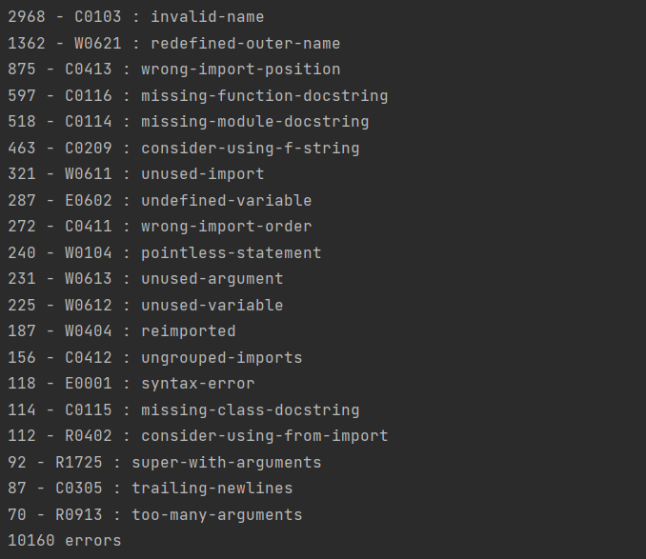 2968 - C0103 : invalid-name
1362 - W0621 : redefined-outer-name
875 - C0413 : wrong-import-position
597 - C0116 : missing-function-docstring
518 - C0114 : missing-module-docstring
463 - C0209 : consider-using-f-string
321 - W0611 : unused-import
287 - E0602 : undefined-variable
272 - C0411 : wrong-import-order
240 - W0104 : pointless-statement
231 - W0613 : unused-argument
225 - W0612 : unused-variable
187 - W0404 : reimported
156 - C0412 : ungrouped-imports
118 - E0001 : syntax-error
114 - C0115 : missing-class-docstring
112 - R0402 : consider-using-from-import
92 - R1725 : super-with-arguments
87 - C0305 : trailing-newlines
70 - R0913 : too-many-arguments
10160 errors